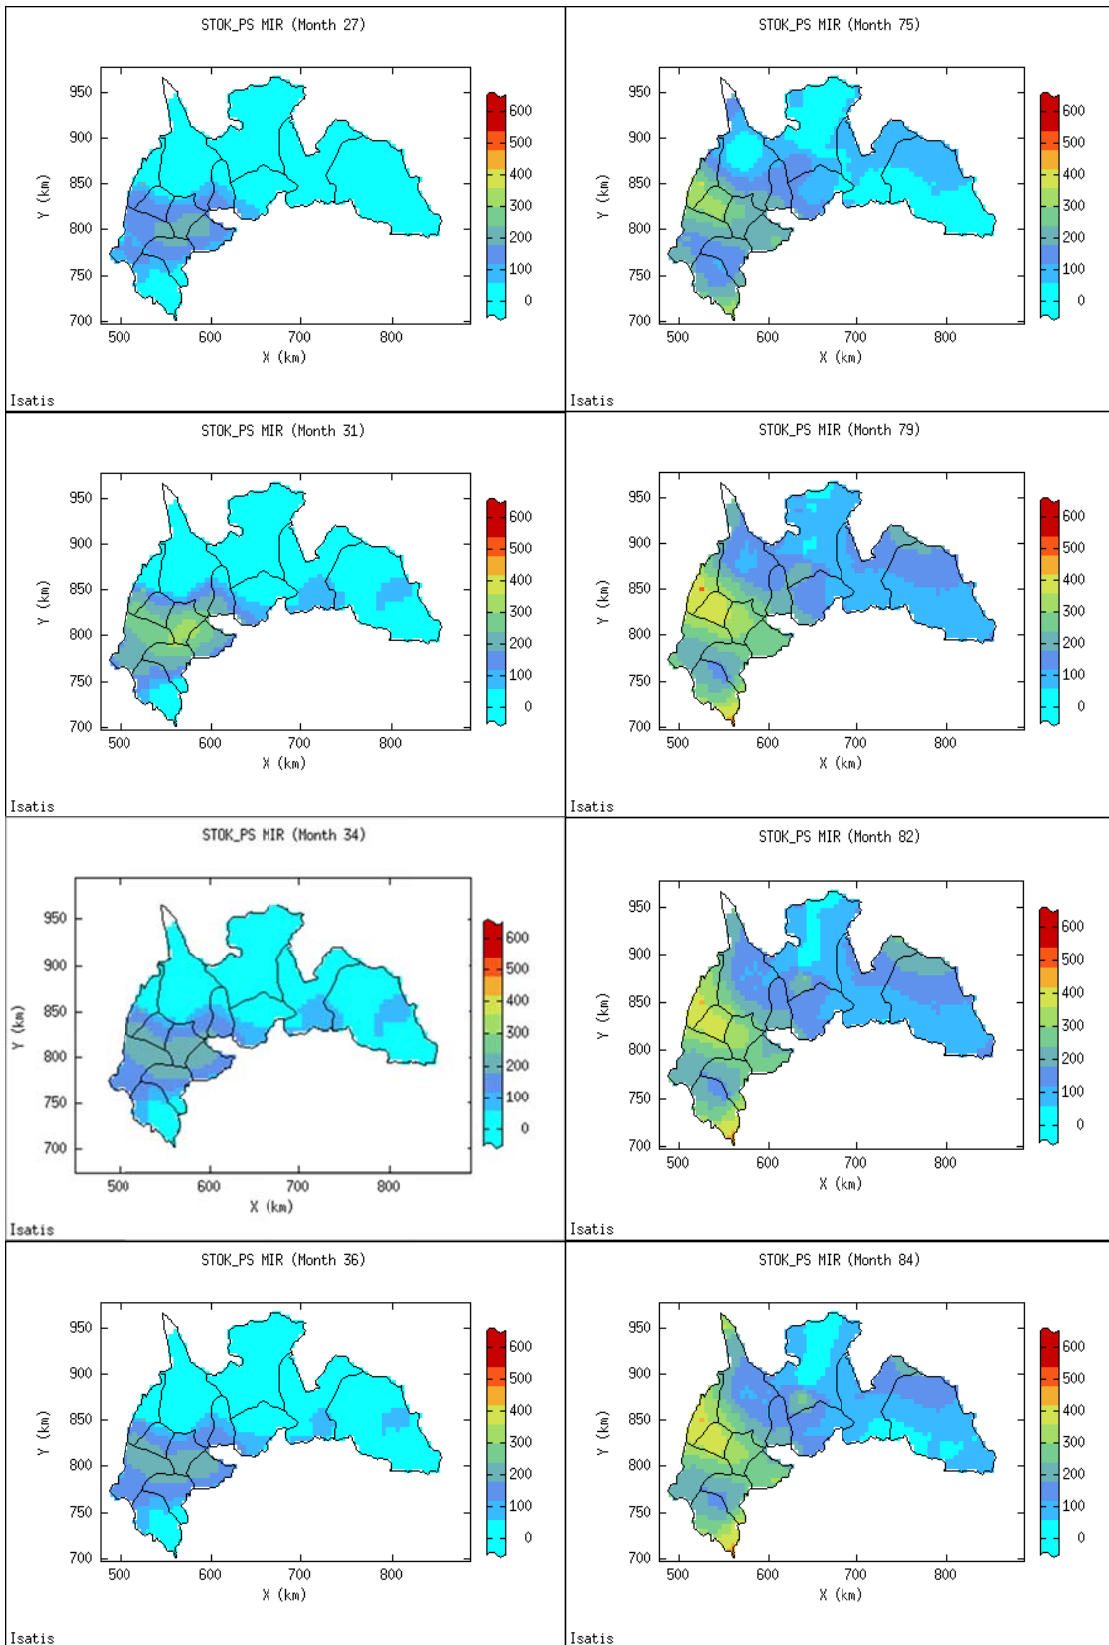 STOK_PS MIR (Month 27)
950
900
850
800
750
700
Y (km)
500 600 700 800
X (km)
600
500
400
300
200
100
0
Isatis
STOK_PS MIR (Month 75)
950
900
850
800
750
700
Y (km)
500 600 700 800
X (km)
600
500
400
300
200
100
0
STOK_PS MIR (Month 31)
950
900
850
800
750
700
Y (km)
500 600 700 800
X (km)
600
500
400
300
200
100
0
Isatis
STOK_PS MIR (Month 79)
950
900
850
800
750
700
Y (km)
500 600 700 800
X (km)
600
500
400
300
200
100
0
Isatis
STOK_PS MIR (Month 34)
950
900
850
800
750
700
Y (km)
500 600 700 800
X (km)
600
500
400
300
200
100
0
Isatis
STOK_PS MIR (Month 82)
950
900
850
800
750
700
Y (km)
500 600 700 800
X (km)
600
500
400
300
200
100
0
Isatis
STOK_PS MIR (Month 36)
950
900
850
800
750
700
Y (km)
500 600 700 800
X (km)
600
500
400
300
200
100
0
Isatis
STOK_PS MIR (Month 84)
950
900
850
800
750
700
Y (km)
500 600 700 800
X (km)
600
500
400
300
200
100
0
Isatis